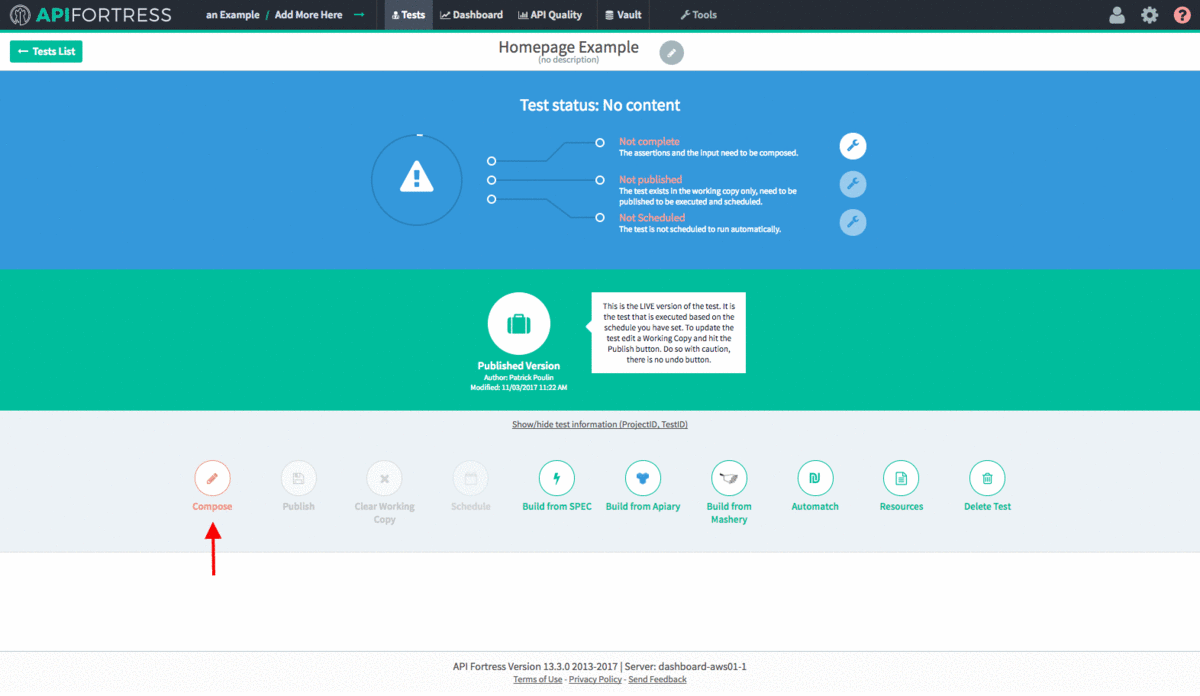 APIFORTRESS
an Example / Add More Here →
Tests
Dashboard
API Quality
Vault
Tools
?
← Tests List
Homepage Example
(no description)
Test status: No content
Not complete
The assertions and the input need to be composed.
Not published
The test exists in the working copy only, need to be
published to be executed and scheduled.
Not Scheduled
The test is not scheduled to run automatically.
Published Version
Author: Patrick Poulin
Modified: 11/03/2017 11:22 AM
This is the LIVE version of the test. It is
the test that is executed based on the
schedule you have set. To update the
test edit a Working Copy and hit the
Publish button. Do so with caution,
there is no undo button.
Show/hide test information (ProjectID, TestID)
Compose
Publish
Clear Working
Copy
Schedule
Build from SPEC
Build from Apiary
Build from
Mashery
Automatch
Resources
Delete Test
API Fortress Version 13.3.0 2013-2017 | Server: dashboard-aws01-1
Terms of Use - Privacy Policy - Send Feedback